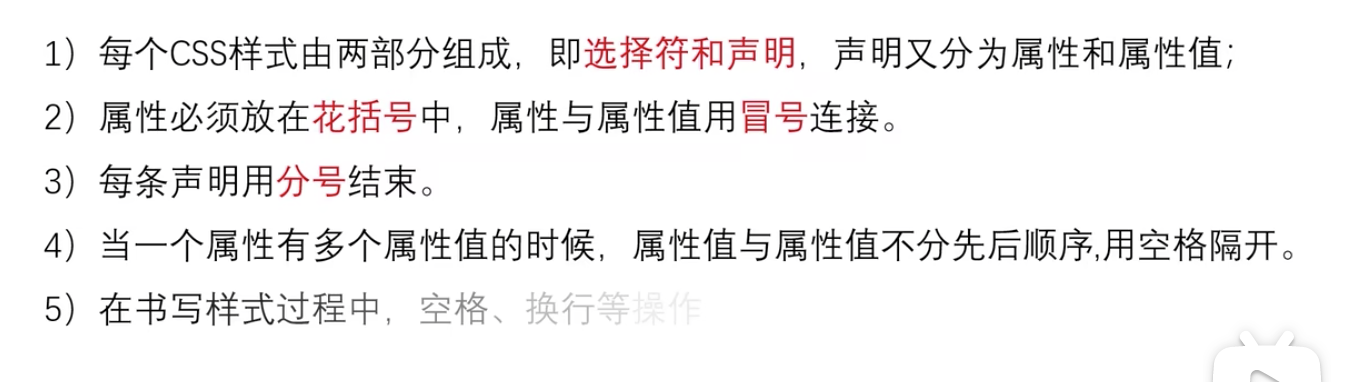 1）每个CSS样式由两部分组成，即选择符和声明，声明又分为属性和属性值；
2）属性必须放在花括号中，属性与属性值用冒号连接。
3）每条声明用分号结束。
4）当一个属性有多个属性值的时候，属性值与属性值不分先后顺序,用空格隔开。
5）在书写样式过程中，空格、换行等操作